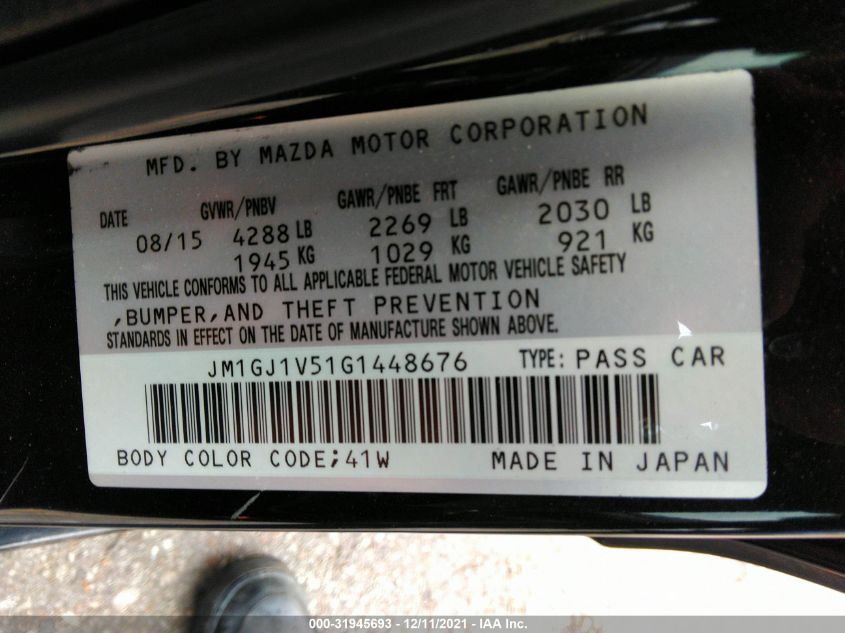 MFD. BY MAZDA MOTOR CORPORATION
DATE GVWR/PNBV GAWR/PNBE FRT GAWR/PNBE RR
08/15 4288 LB 2269 LB 2030 LB
1945 KG 1029 KG 921 KG
THIS VEHICLE CONFORMS TO ALL APPLICABLE FEDERAL MOTOR VEHICLE SAFETY
,BUMPER,AND THEFT PREVENTION
STANDARDS IN EFFECT ON THE DATE OF MANUFACTURE SHOWN ABOVE.
JM1GJ1V51G1448676 TYPE: PASS CAR
BODY COLOR CODE;41W MADE IN JAPAN
000-31945693 - 12/11/2021 - IAA Inc.